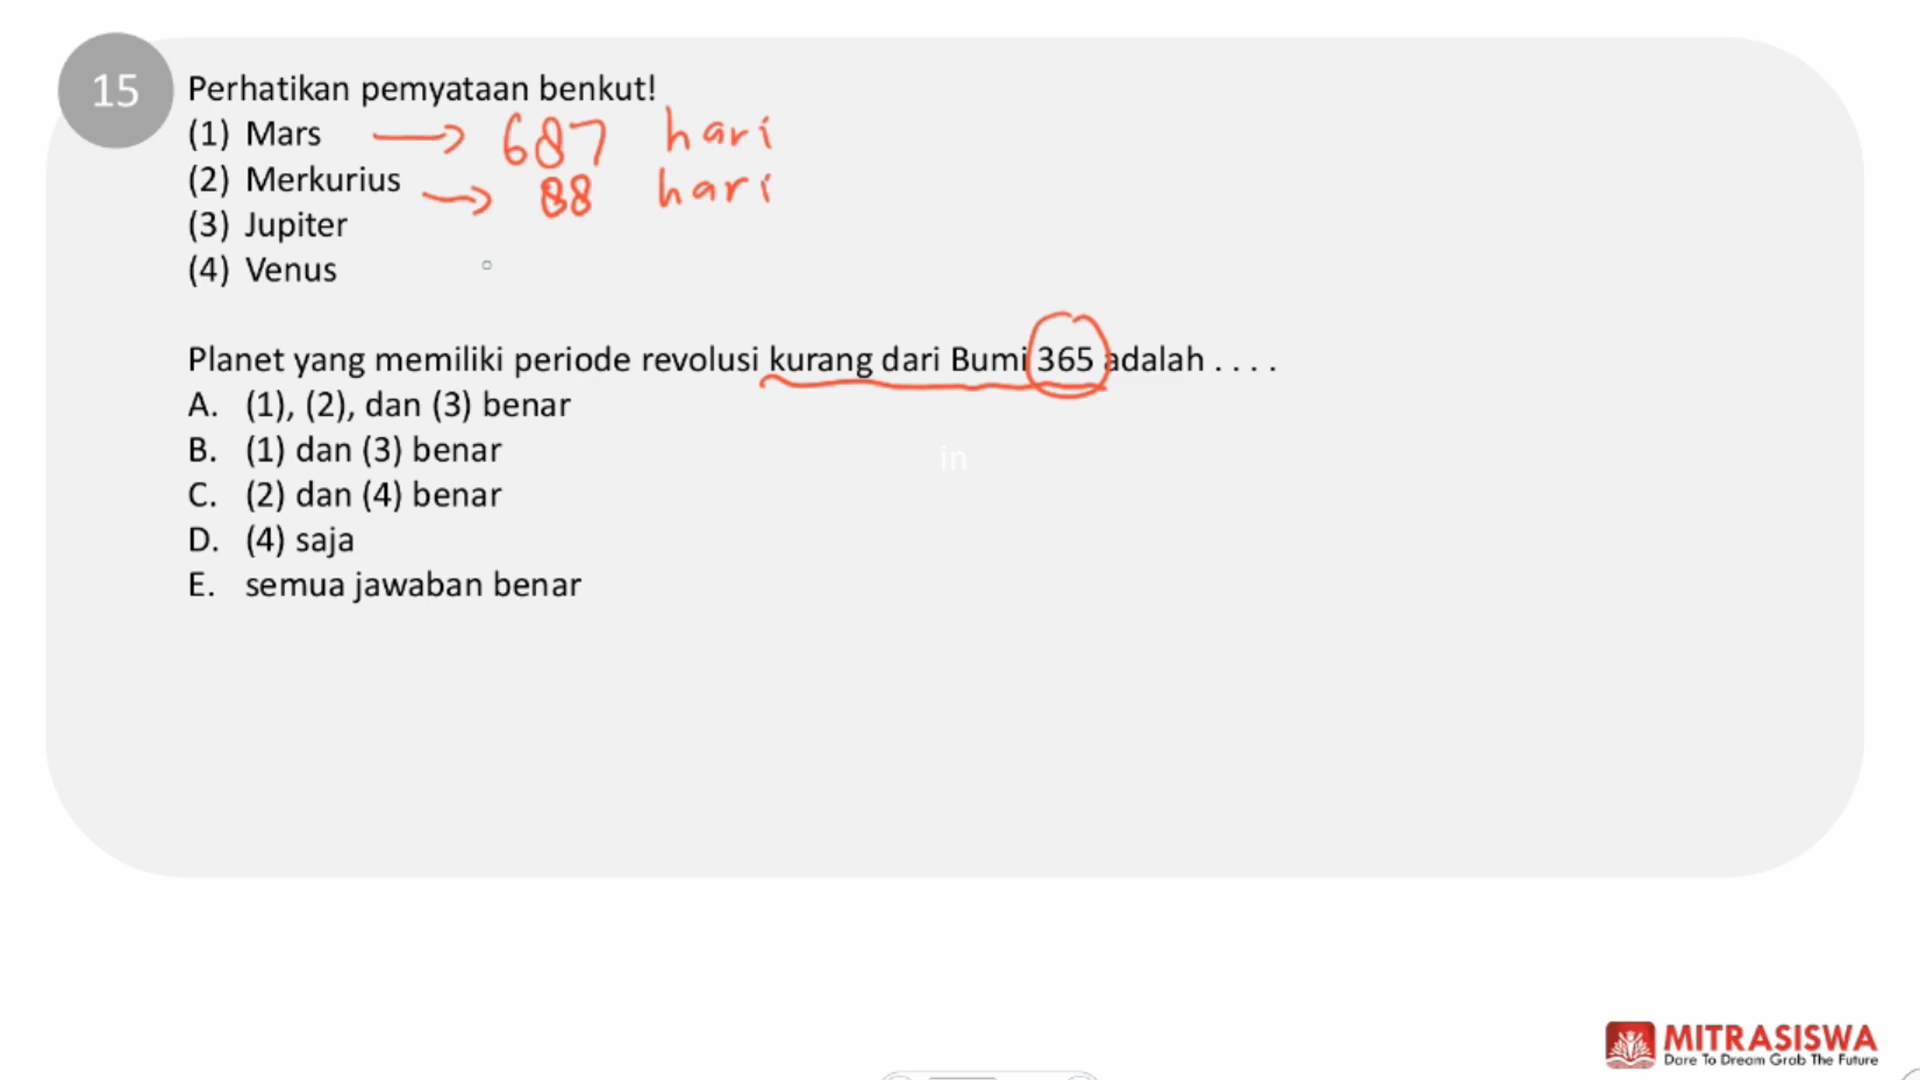 15
Perhatikan pemyataan benkut!
(1) Mars → 687 hari
(2) Merkurius → 88 hari
(3) Jupiter
(4) Venus
Planet yang memiliki periode revolusi kurang dari Bumi 365 adalah . . . .
A. (1), (2), dan (3) benar
B. (1) dan (3) benar
in
C. (2) dan (4) benar
D. (4) saja
E. semua jawaban benar
MITRASISWA
Dare To Dream Grab The Future